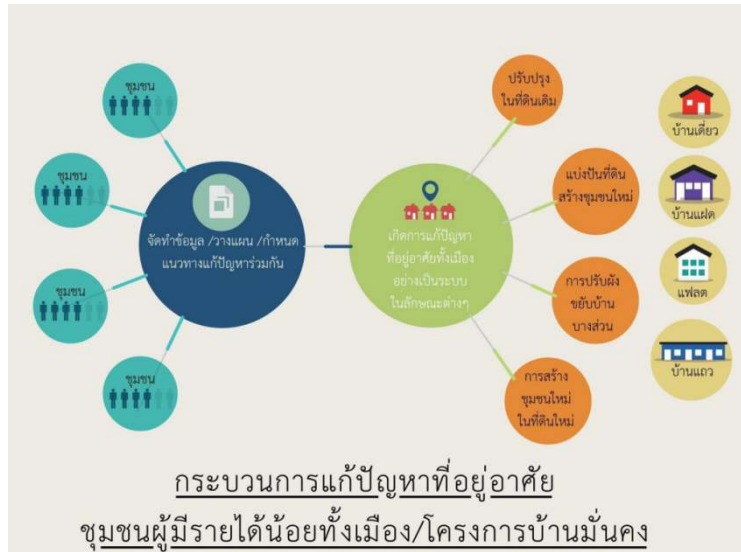 ชุมชน
ชุมชน
ชุมชน
ชุมชน
จัดทำข้อมูล /วางแผน /กำหนด
แนวทางแก้ปัญหาร่วมกัน
เกิดการแก้ปัญหา
ที่อยู่อาศัยทั้งเมือง
อย่างเป็นระบบ
ในลักษณะต่างๆ
ปรับปรุง
ในที่ดินเดิม
แบ่งปันที่ดิน
สร้างชุมชนใหม่
การปรับผัง
ขยับบ้าน
บางส่วน
การสร้าง
ชุมชนใหม่
ในที่ดินใหม่
บ้านเดี่ยว
บ้านแฝด
แฟลต
บ้านแถว
กระบวนการแก้ปัญหาที่อยู่อาศัย
ชุมชนผู้มีรายได้น้อยทั้งเมือง/โครงการบ้านมั่นคง